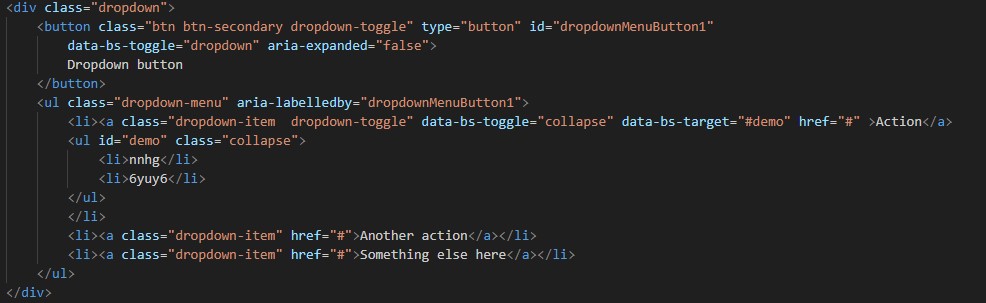 <div class="dropdown">
    <button class="btn btn-secondary dropdown-toggle" type="button" id="dropdownMenuButton1"
        data-bs-toggle="dropdown" aria-expanded="false">
        Dropdown button
    </button>
    <ul class="dropdown-menu" aria-labelledby="dropdownMenuButton1">
        <li><a class="dropdown-item  dropdown-toggle" data-bs-toggle="collapse" data-bs-target="#demo" href="#" >Action</a>
        <ul id="demo" class="collapse">
            <li>nnhg</li>
            <li>6yuy6</li>
        </ul>
        </li>
        <li><a class="dropdown-item" href="#">Another action</a></li>
        <li><a class="dropdown-item" href="#">Something else here</a></li>
    </ul>
</div>